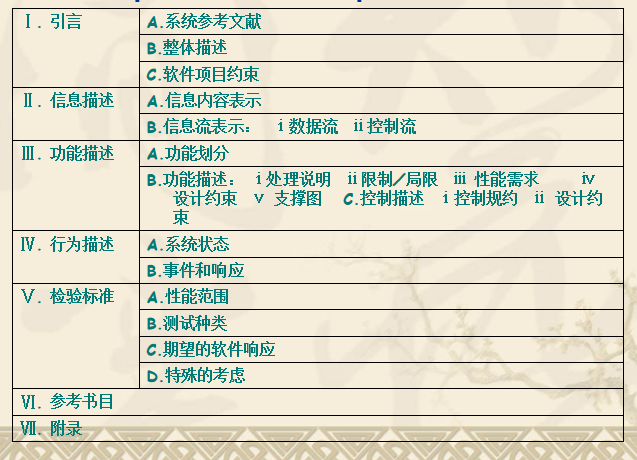 Ⅰ. 引言
A.系统参考文献
B.整体描述
C.软件项目约束
Ⅱ. 信息描述
A.信息内容表示
B.信息流表示： ⅰ数据流 ⅱ控制流
Ⅲ. 功能描述
A.功能划分
B.功能描述： ⅰ处理说明 ⅱ限制/局限 ⅲ 性能需求 ⅳ
设计约束 ⅴ 支撑图 C.控制描述 ⅰ控制规约 ⅱ 设计约
束
Ⅳ. 行为描述
A.系统状态
B.事件和响应
Ⅴ. 检验标准
A.性能范围
B.测试种类
C.期望的软件响应
D.特殊的考虑
Ⅵ. 参考书目
Ⅶ. 附录